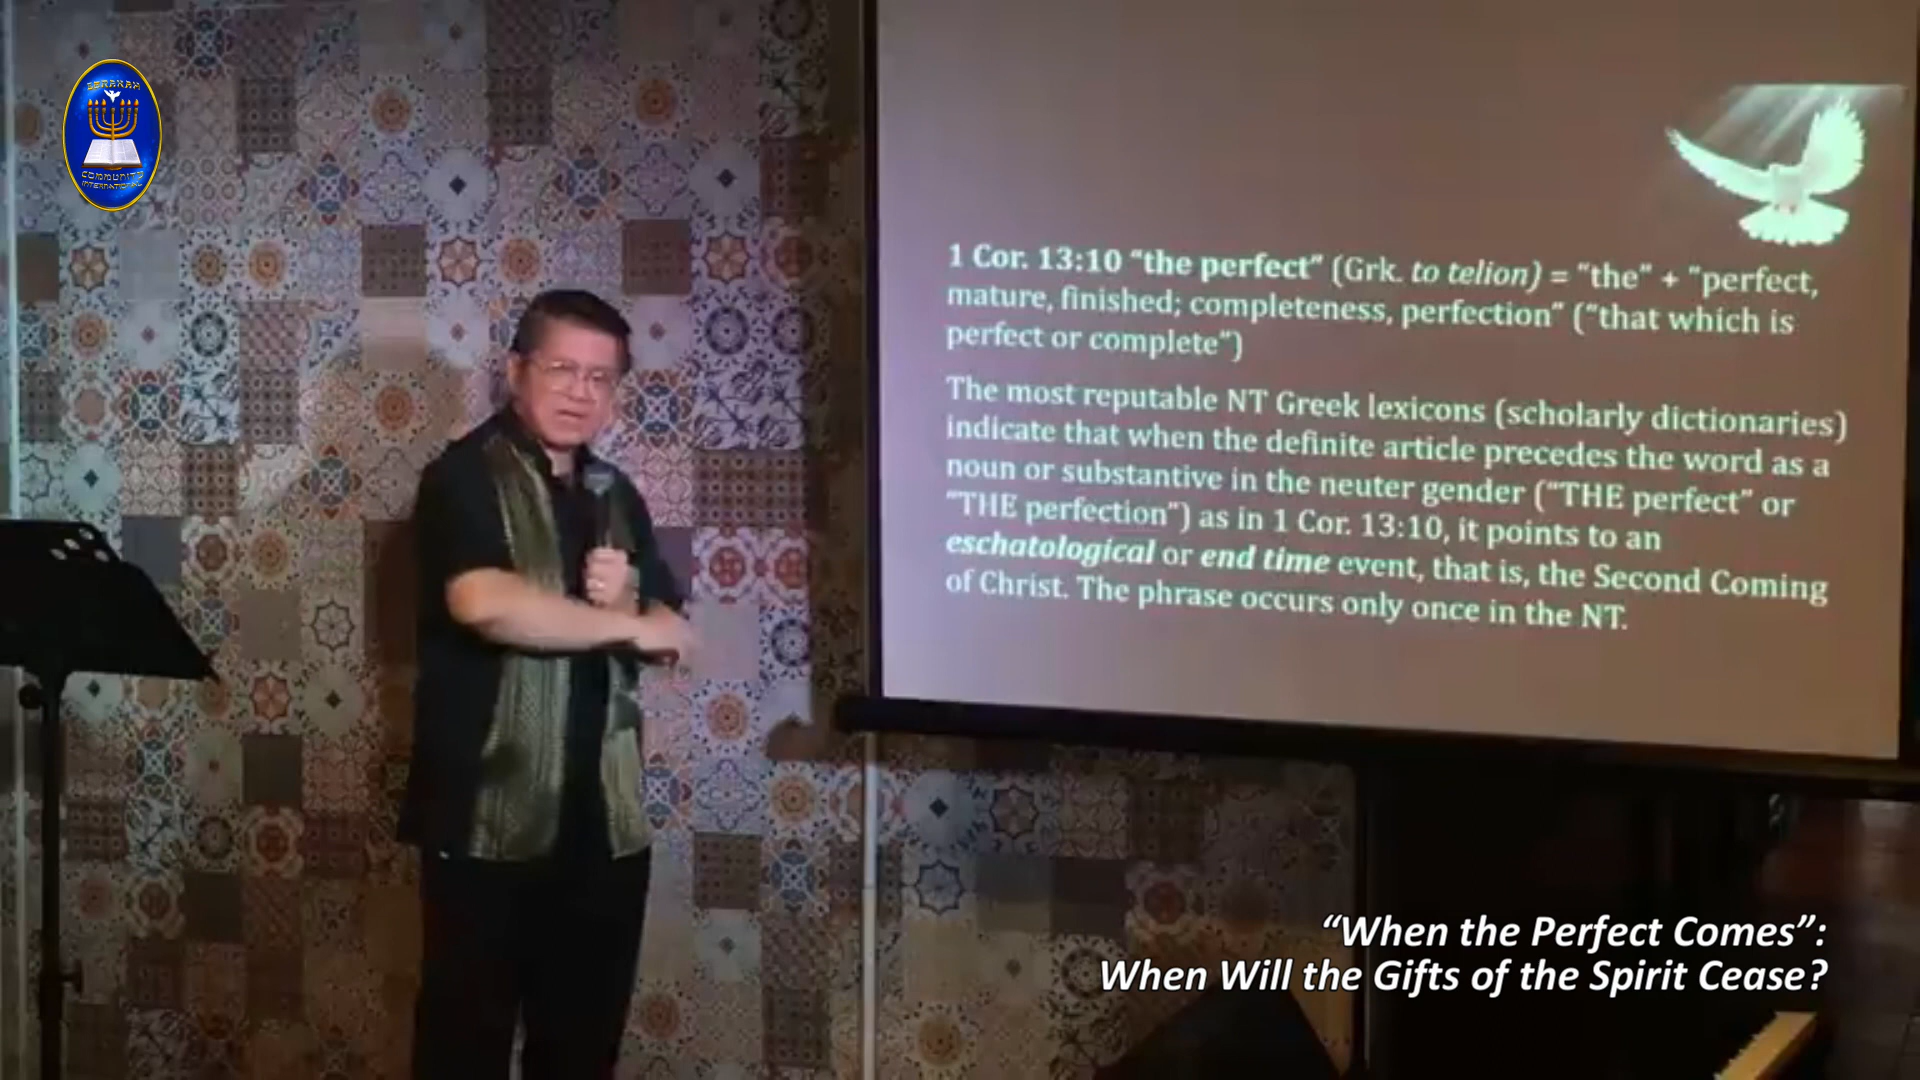 BERAKAH
COMMUNITY
INTERNATIONAL
1 Cor. 13:10 “the perfect” (Grk. to telion) = “the” + “perfect,
mature, finished; completeness, perfection” (“that which is
perfect or complete”)
The most reputable NT Greek lexicons (scholarly dictionaries)
indicate that when the definite article precedes the word as a
noun or substantive in the neuter gender (“THE perfect” or
“THE perfection”) as in 1 Cor. 13:10, it points to an
eschatological or end time event, that is, the Second Coming
of Christ. The phrase occurs only once in the NT.
“When the Perfect Comes”:
When Will the Gifts of the Spirit Cease?